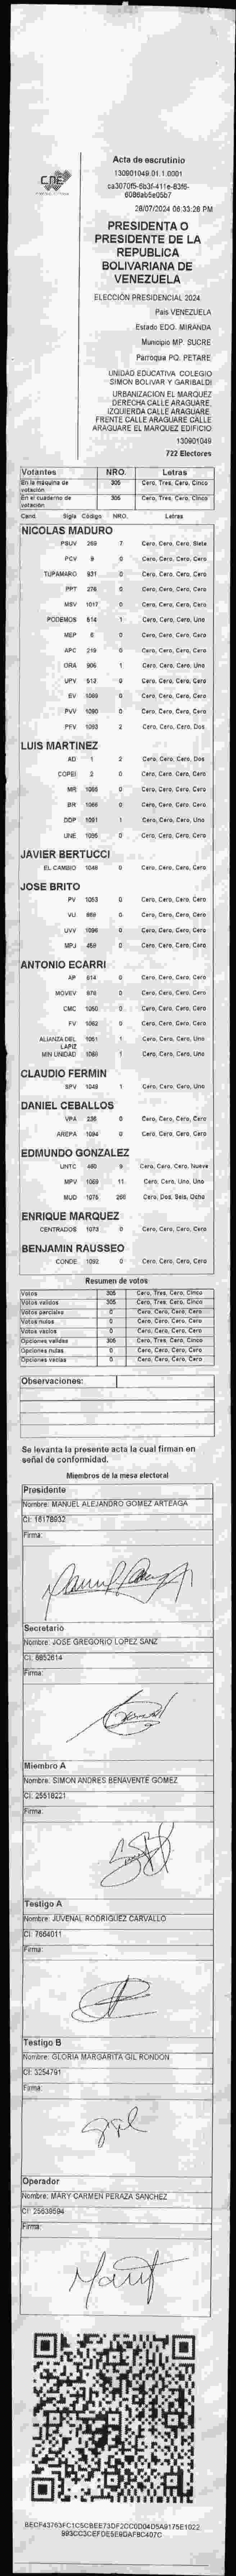 CNE
Acta de escrutinio
130901049.01.1.0001
28/07/2024 06:33:28 PM
PRESIDENTA O
PRESIDENTE DE LA
REPUBLICA
BOLIVARIANA DE
VENEZUELA
ELECCIÓN PRESIDENCIAL 2024
País VENEZUELA
Estado EDO. MIRANDA
Municipio MP. SUCRE
Parroquia PQ. PETARE
UNIDAD EDUCATIVA COLEGIO
SIMON BOLIVAR Y GARIBALDI
URBANIZACION EL MARQUEZ
DERECHA CALLE ARAGUARE.
IZQUIERDA CALLE ARAGUARE.
FRENTE CALLE ARAGUARE CALLE
ARAGUARE EL MARQUEZ EDIFICIO
130901049
722 Electores
Votantes NRO. Letras
En la máquina de votación 305 Cero, Tres, Cero, Cinco
En el cuaderno de votación 305 Cero, Tres, Cero, Cinco
Cand. Sigla Código NRO. Letras
NICOLAS MADURO
PSUV 269 7 Cero, Cero, Cero, Siete
PCV 9 0 Cero, Cero, Cero, Cero
TUPAMARO 931 0 Cero, Cero, Cero, Cero
PPT 278 0 Cero, Cero, Cero, Cero
MSV 1017 0 Cero, Cero, Cero, Cero
PODEMOS 814 1 Cero, Cero, Cero, Uno
MEP 6 0 Cero, Cero, Cero, Cero
APC 219 0 Cero, Cero, Cero, Cero
ORA 906 1 Cero, Cero, Cero, Uno
UPV 513 0 Cero, Cero, Cero, Cero
EV 1009 0 Cero, Cero, Cero, Cero
PVV 1090 0 Cero, Cero, Cero, Cero
PFV 1093 2 Cero, Cero, Cero, Dos
LUIS MARTINEZ
AD 1 2 Cero, Cero, Cero, Dos
COPEI 2 0 Cero, Cero, Cero, Cero
MR 0 Cero, Cero, Cero, Cero
BR 1066 0 Cero, Cero, Cero, Cero
DDP 1091 1 Cero, Cero, Cero, Uno
UNE 1095 0 Cero, Cero, Cero, Cero
JAVIER BERTUCCI
EL CAMBIO 1048 0 Cero, Cero, Cero, Cero
JOSE BRITO
PV 1053 0 Cero, Cero, Cero, Cero
VU 0 Cero, Cero, Cero, Cero
UVV 1096 0 Cero, Cero, Cero, Cero
MPJ 459 0 Cero, Cero, Cero, Cero
ANTONIO ECARRI
AP 914 0 Cero, Cero, Cero, Cero
MOVEV 0 Cero, Cero, Cero, Cero
CMC 1050 0 Cero, Cero, Cero, Cero
FV 1062 0 Cero, Cero, Cero, Cero
ALIANZA DEL LAPIZ 1051 1 Cero, Cero, Cero, Uno
MIN UNIDAD 1 Cero, Cero, Cero, Uno
CLAUDIO FERMIN
SPV 1049 1 Cero, Cero, Cero, Uno
DANIEL CEBALLOS
VPA 236 0 Cero, Cero, Cero, Cero
AREPA 1094 0 Cero, Cero, Cero, Cero
EDMUNDO GONZALEZ
UNTC 460 9 Cero, Cero, Cero, Nueve
MPV 1069 11 Cero, Cero, Uno, Uno
MUD 1075 268 Cero, Dos, Seis, Ocho
ENRIQUE MARQUEZ
CENTRADOS 1073 0 Cero, Cero, Cero, Cero
BENJAMIN RAUSSEO
CONDE 1092 0 Cero, Cero, Cero, Cero
Resumen de votos
Votos 305 Cero, Tres, Cero, Cinco
Votos validos 305 Cero, Tres, Cero, Cinco
Votos parciales 0 Cero, Cero, Cero, Cero
Votos nulos 0 Cero, Cero, Cero, Cero
Votos vacíos 0 Cero, Cero, Cero, Cero
Opciones validas 305 Cero, Tres, Cero, Cinco
Opciones nulas 0 Cero, Cero, Cero, Cero
Opciones vacías 0 Cero, Cero, Cero, Cero
Observaciones:
Se levanta la presente acta la cual firman en
señal de conformidad.
Miembros de la mesa electoral
Presidente
Nombre: MANUEL ALEJANDRO GOMEZ ARTEAGA
CI: 16178932
Firma:
Secretario
Nombre: JOSE GREGORIO LOPEZ SANZ
CI: 6852614
Firma:
Miembro A
Nombre: SIMON ANDRES BENAVENTE GOMEZ
CI: 25518221
Firma:
Testigo A
Nombre: JUVENAL RODRIGUEZ CARVALLO
CI: 7664011
Firma:
Testigo B
Nombre: GLORIA MARGARITA GIL RONDON
CI: 3254791
Firma:
Operador
Nombre: MARY CARMEN PERAZA SANCHEZ
CI: 25639594
Firma: